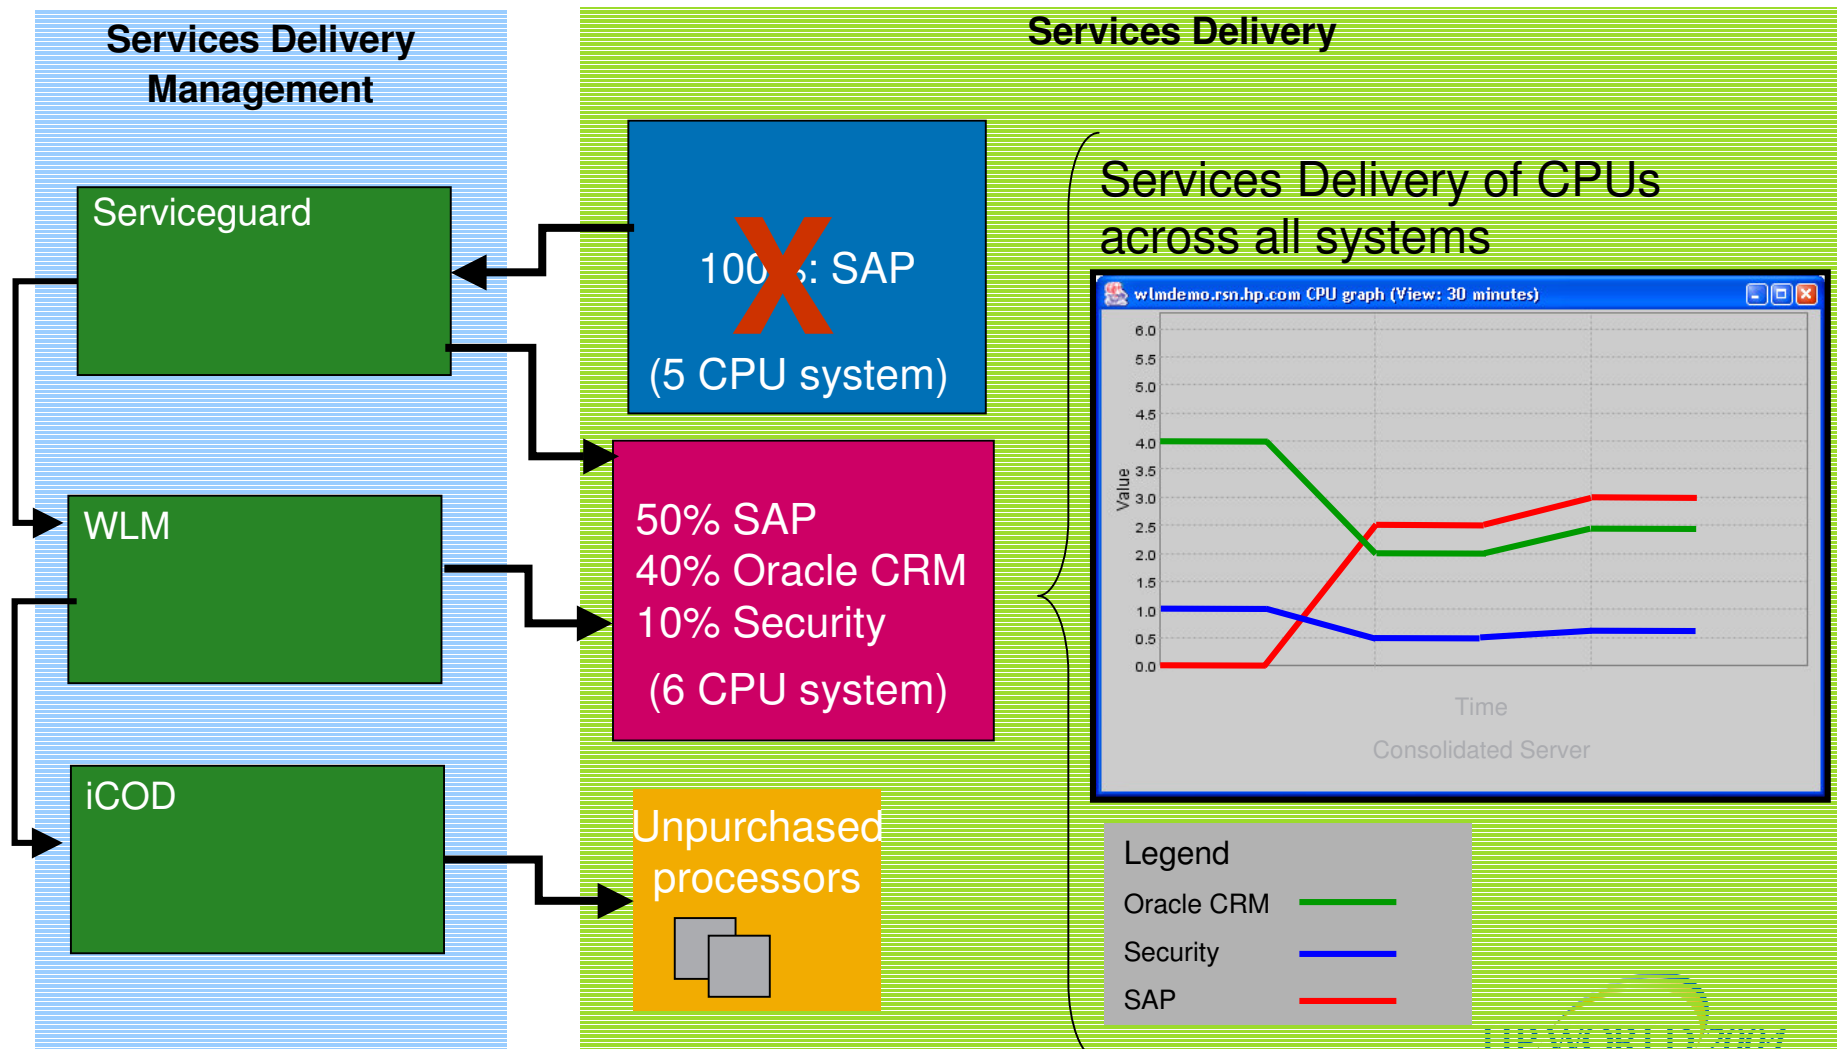 Services Delivery
Management
Services Delivery
Serviceguard
WLM
iCOD
SAP
(5 CPU system)
50% SAP
40% Oracle CRM
10% Security
(6 CPU system)
Unpurchased
processors
Services Delivery of CPUs
across all systems
wlmdemo.rsn.hp.com CPU graph (View: 30 minutes)
6.0
5.5
5.0
4.5
4.0
3.5
3.0
2.5
2.0
1.5
1.0
0.5
0.0
Value
Time
Consolidated Server
Legend
Oracle CRM
Security
SAP